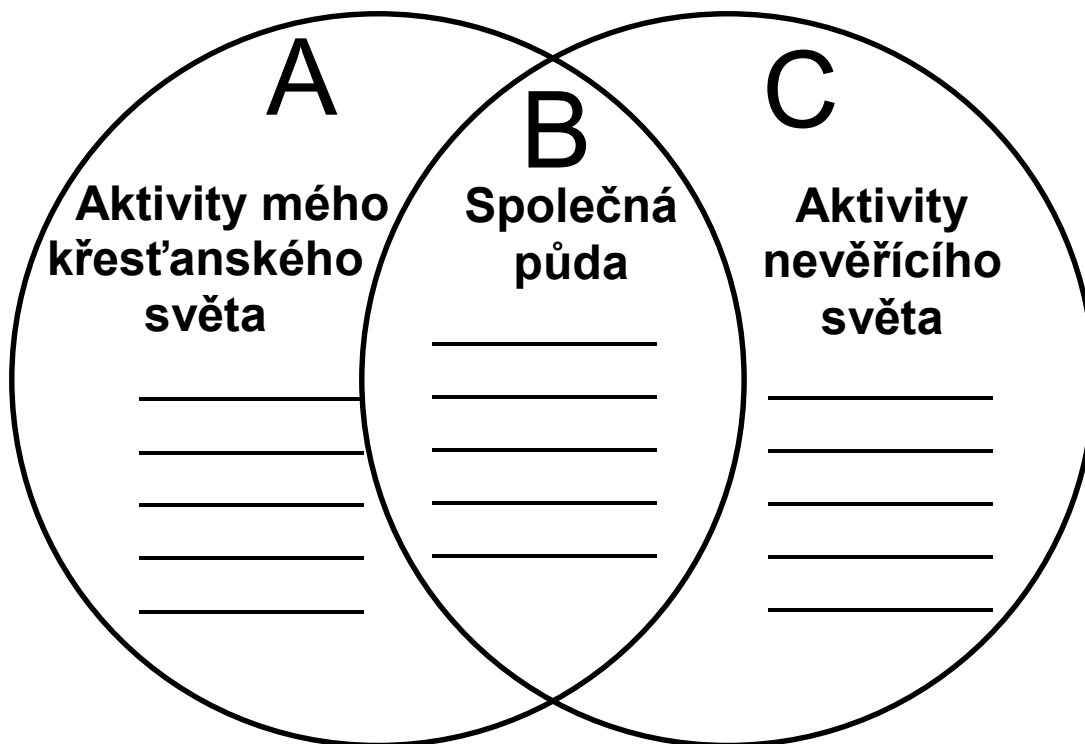 A
Aktivity mého
křesťanského
světa
B
Společná
půda
C
Aktivity
nevěřícího
světa